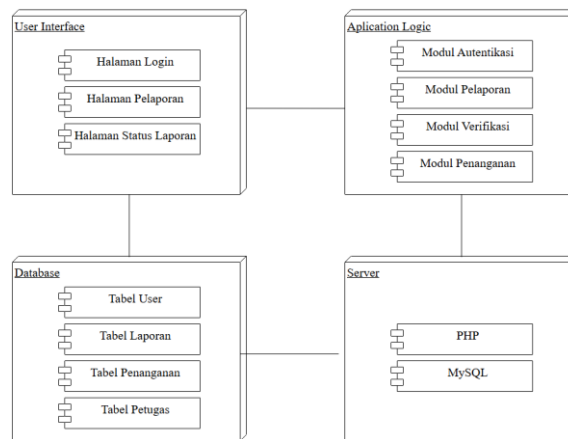 User Interface
Halaman Login
Halaman Pelaporan
Halaman Status Laporan
Aplication Logic
Modul Autentikasi
Modul Pelaporan
Modul Verifikasi
Modul Penanganan
Database
Tabel User
Tabel Laporan
Tabel Penanganan
Tabel Petugas
Server
PHP
MySQL